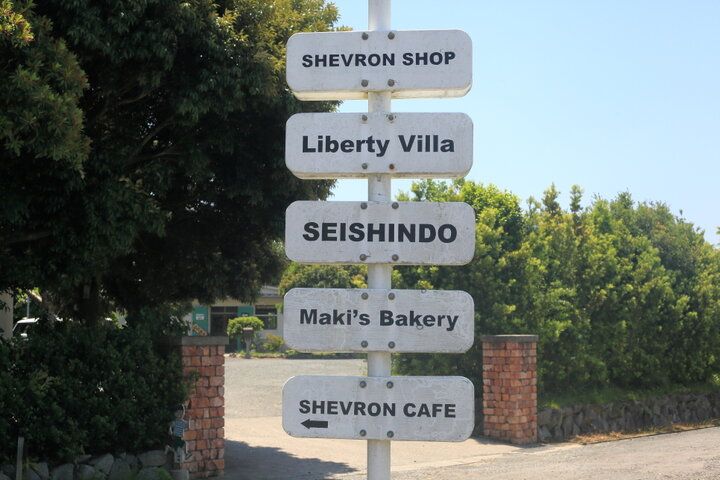 SHEVRON SHOP
Liberty Villa
SEISHINDO
Maki's Bakery
SHEVRON CAFE